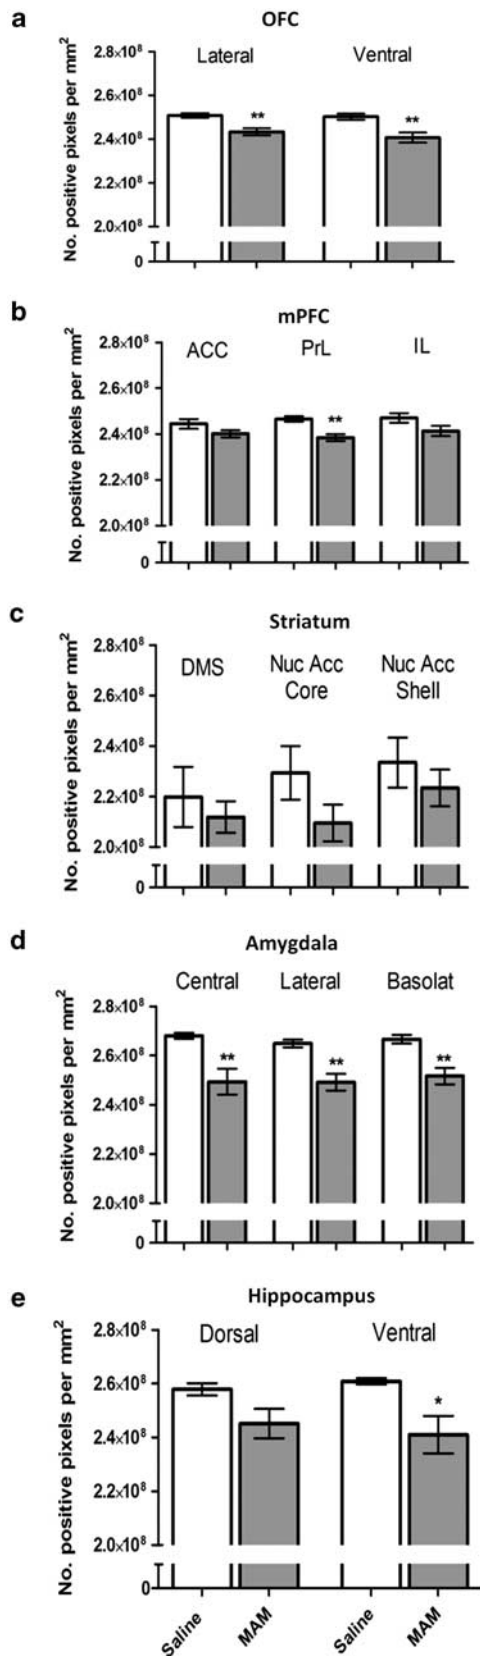 a
OFC
Lateral Ventral
No. positive pixels per mm²
2.8×10⁸
2.6×10⁸
2.4×10⁸
2.2×10⁸
2.0×10⁸
0
** **
b
mPFC
ACC PrL IL
No. positive pixels per mm²
2.8×10⁸
2.6×10⁸
2.4×10⁸
2.2×10⁸
2.0×10⁸
0
**
c
Striatum
DMS Nuc Acc Nuc Acc
Core Shell
No. positive pixels per mm²
2.8×10⁸
2.6×10⁸
2.4×10⁸
2.2×10⁸
2.0×10⁸
0
d
Amygdala
Central Lateral Basolat
No. positive pixels per mm²
2.8×10⁸
2.6×10⁸
2.4×10⁸
2.2×10⁸
2.0×10⁸
0
** ** **
e
Hippocampus
Dorsal Ventral
No. positive pixels per mm²
2.8×10⁸
2.6×10⁸
2.4×10⁸
2.2×10⁸
2.0×10⁸
0
*
Saline MAM Saline MAM